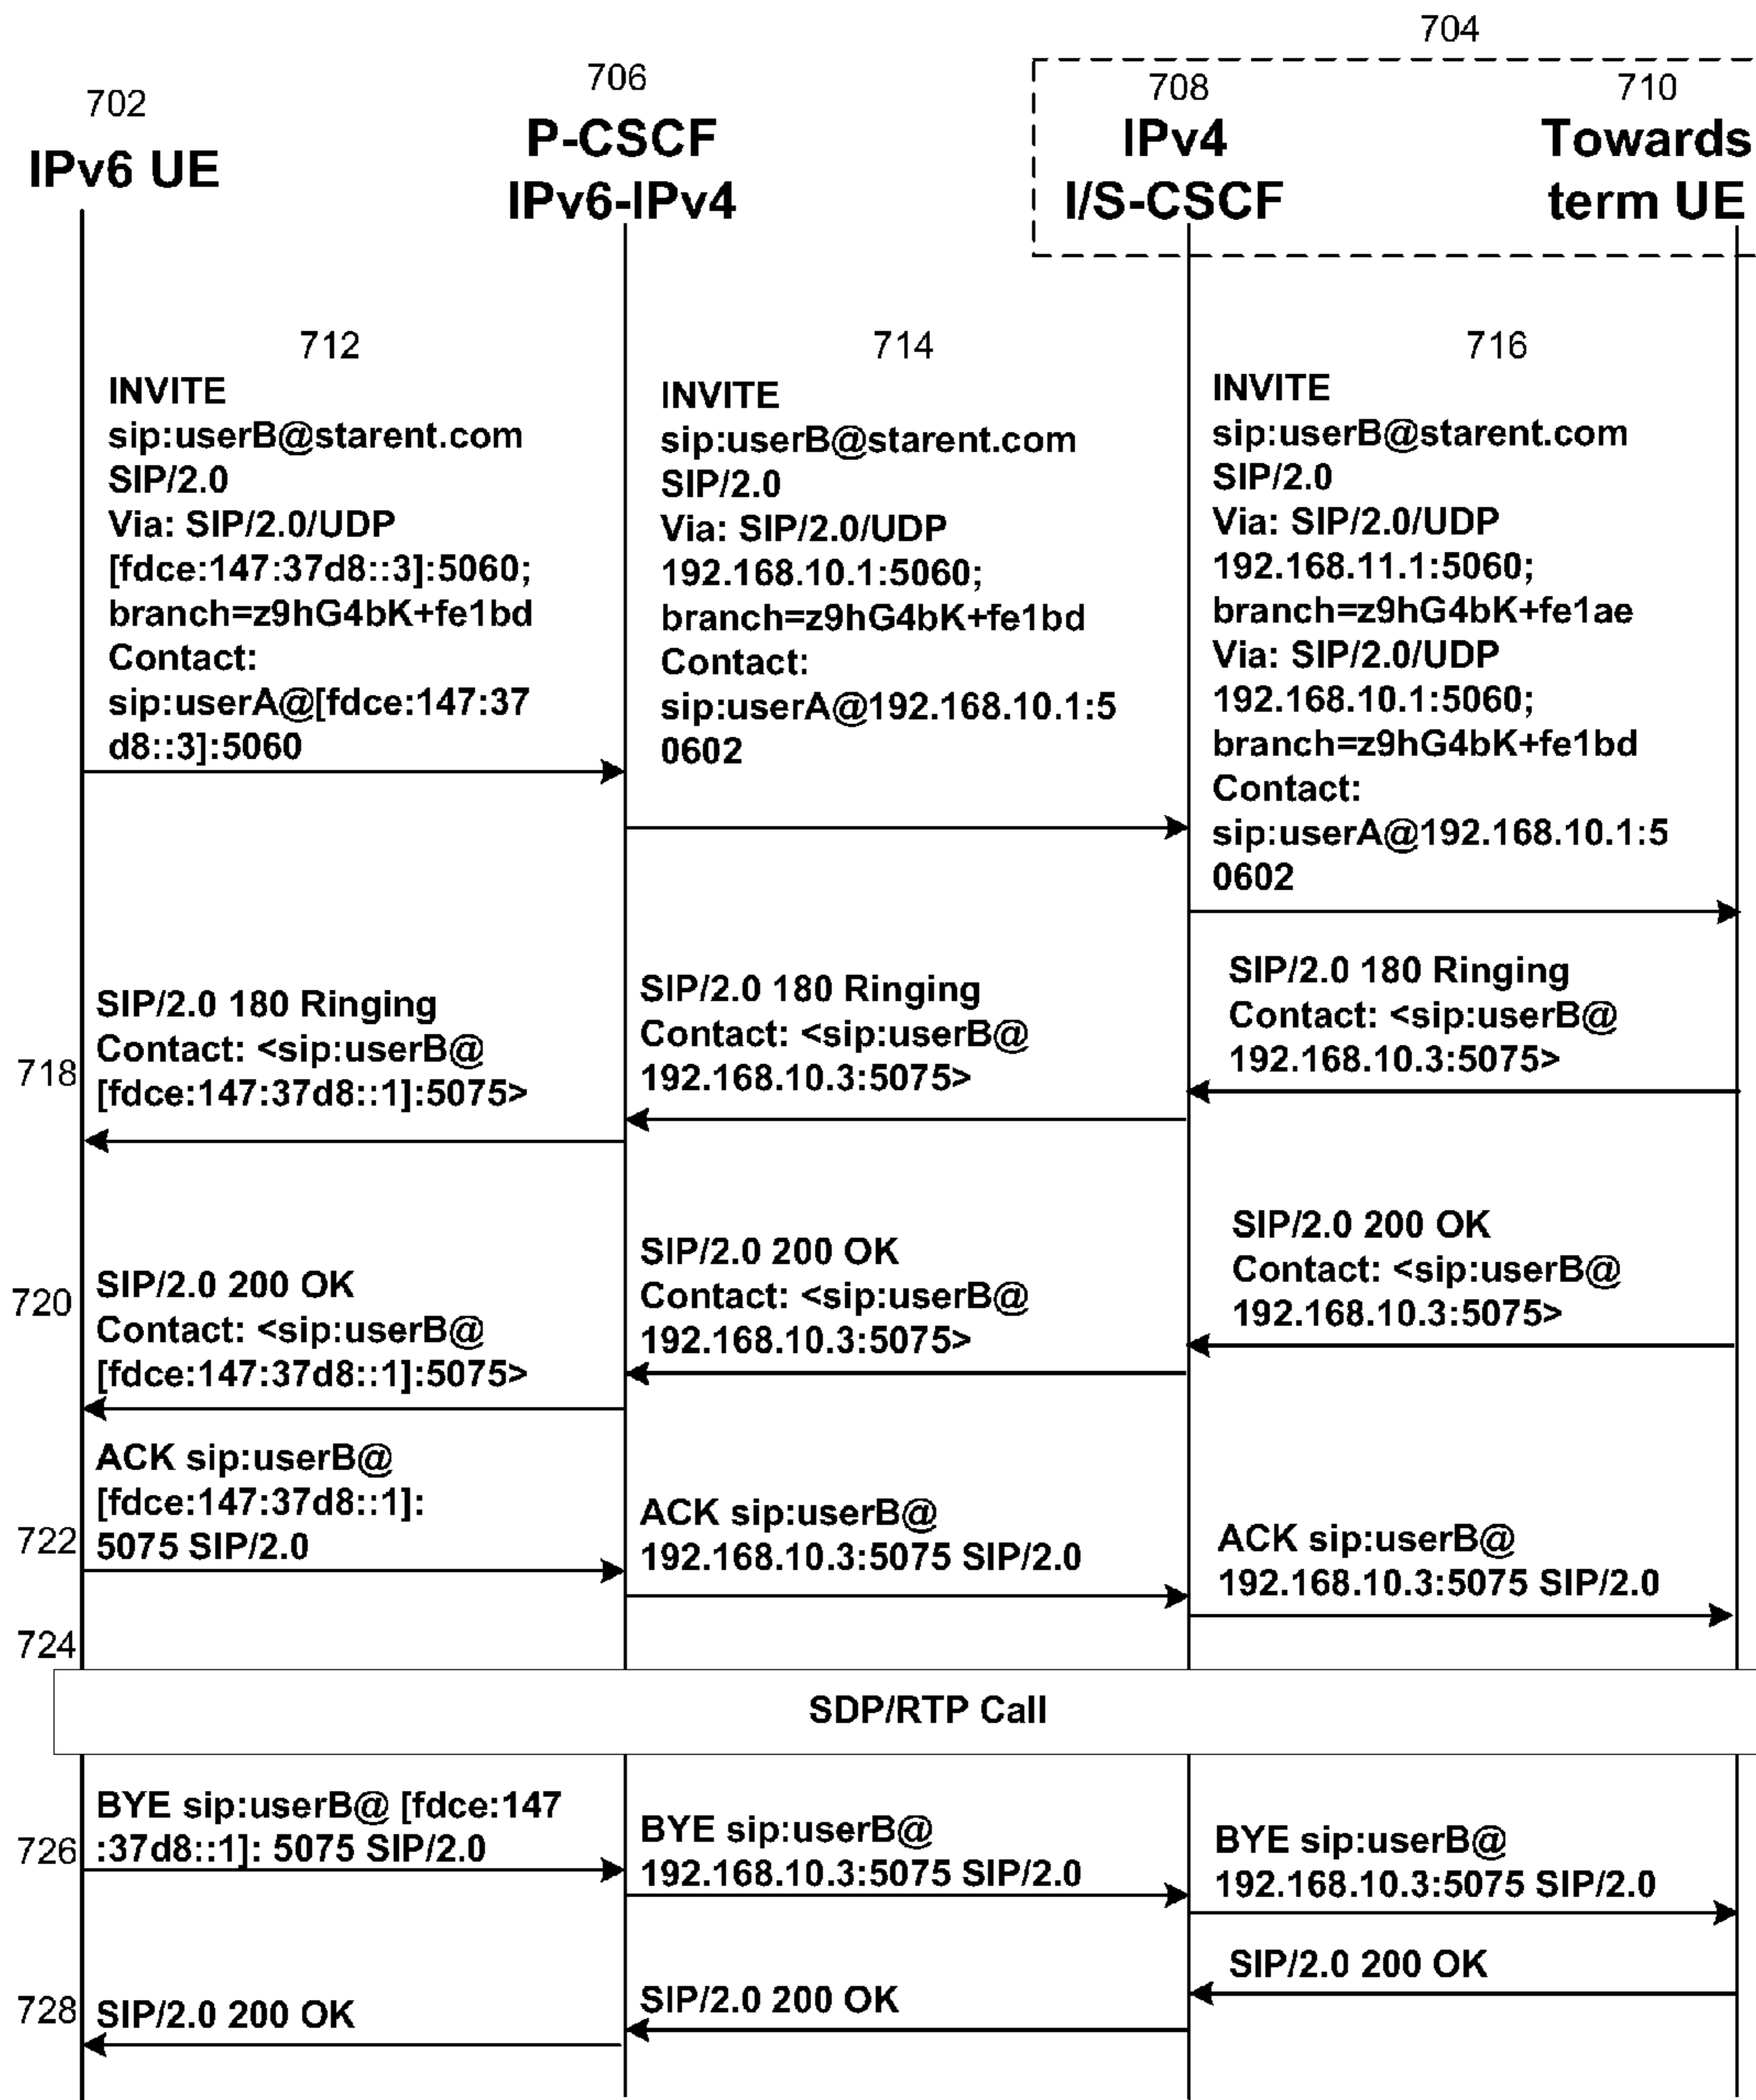 704
702
IPv6 UE
706
P-CSCF
IPv6-IPv4
708
IPv4
I/S-CSCF
710
Towards
term UE
712
INVITE
sip:userB@starent.com
SIP/2.0
Via: SIP/2.0/UDP
[fdce:147:37d8::3]:5060;
branch=z9hG4bK+fe1bd
Contact:
sip:userA@[fdce:147:37
d8::3]:5060
714
INVITE
sip:userB@starent.com
SIP/2.0
Via: SIP/2.0/UDP
192.168.10.1:5060;
branch=z9hG4bK+fe1bd
Contact:
sip:userA@192.168.10.1:5
0602
716
INVITE
sip:userB@starent.com
SIP/2.0
Via: SIP/2.0/UDP
192.168.11.1:5060;
branch=z9hG4bK+fe1ae
Via: SIP/2.0/UDP
192.168.10.1:5060;
branch=z9hG4bK+fe1bd
Contact:
sip:userA@192.168.10.1:5
0602
718
SIP/2.0 180 Ringing
Contact: <sip:userB@
[fdce:147:37d8::1]:5075>
SIP/2.0 180 Ringing
Contact: <sip:userB@
192.168.10.3:5075>
SIP/2.0 180 Ringing
Contact: <sip:userB@
192.168.10.3:5075>
720
SIP/2.0 200 OK
Contact: <sip:userB@
[fdce:147:37d8::1]:5075>
SIP/2.0 200 OK
Contact: <sip:userB@
192.168.10.3:5075>
SIP/2.0 200 OK
Contact: <sip:userB@
192.168.10.3:5075>
722
ACK sip:userB@
[fdce:147:37d8::1]:
5075 SIP/2.0
ACK sip:userB@
192.168.10.3:5075 SIP/2.0
ACK sip:userB@
192.168.10.3:5075 SIP/2.0
724
SDP/RTP Call
726
BYE sip:userB@ [fdce:147
:37d8::1]: 5075 SIP/2.0
BYE sip:userB@
192.168.10.3:5075 SIP/2.0
BYE sip:userB@
192.168.10.3:5075 SIP/2.0
728
SIP/2.0 200 OK
SIP/2.0 200 OK
SIP/2.0 200 OK